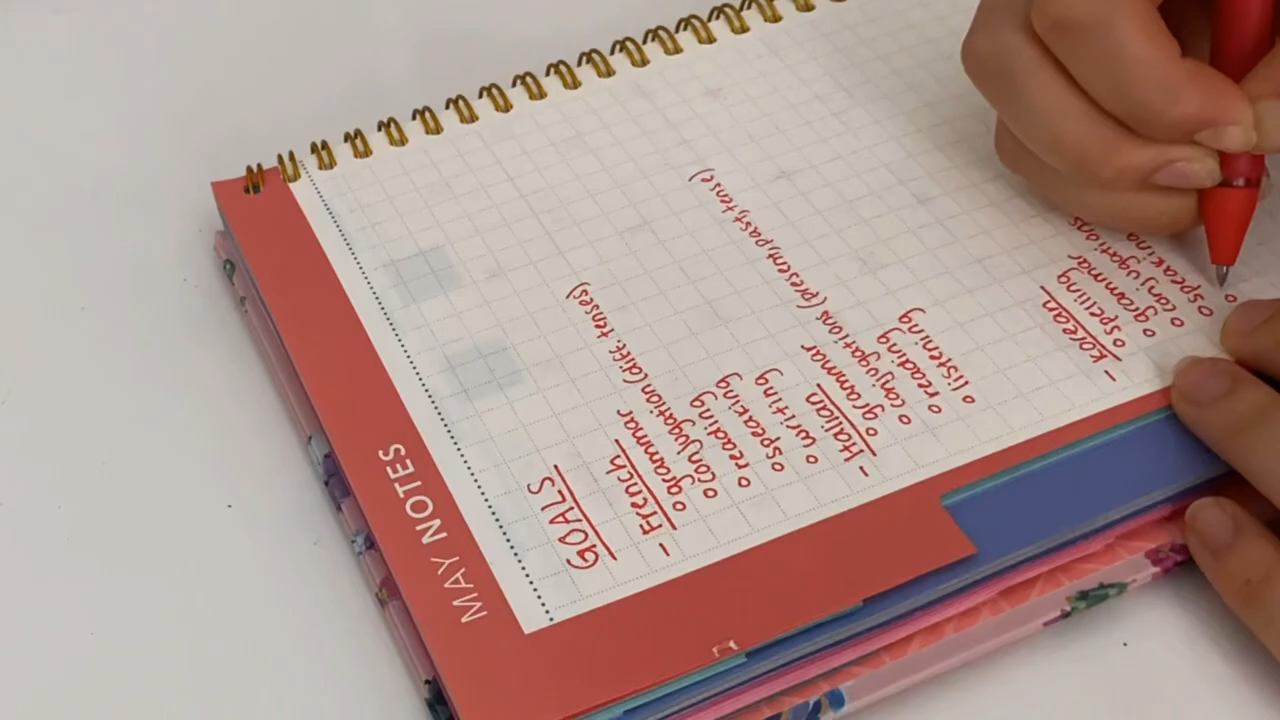 MAY NOTES
GOALS
- French
o grammar
o conjugation (diff. tenses)
o reading
o speaking
o writing
- Italian
o grammar
o conjugations (present, past, tense)
o reading
o listening
- Korean
o spelling
o grammar
o conjugations
o speaking
o